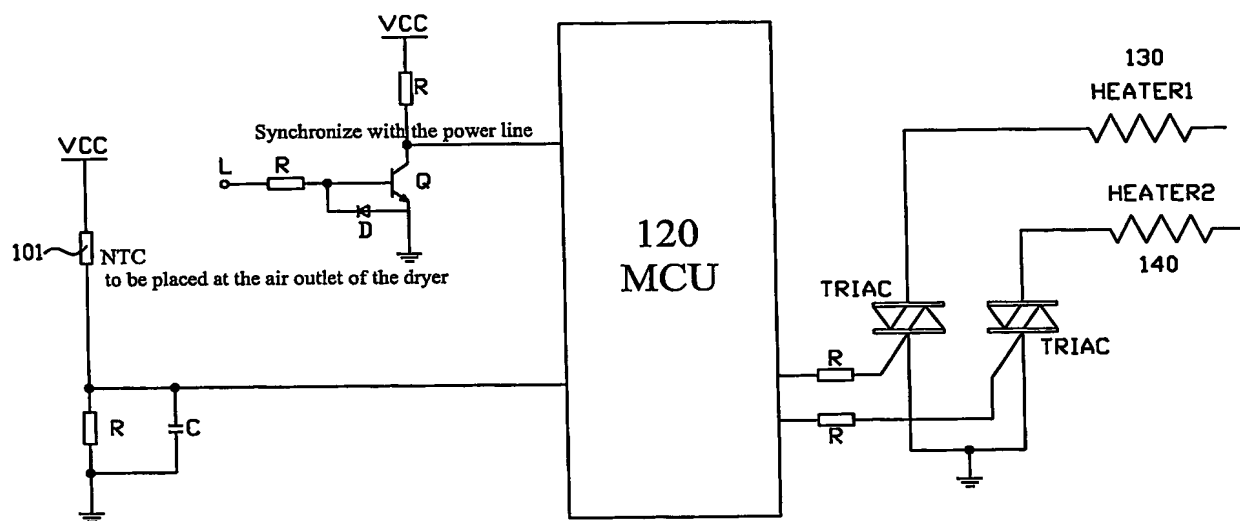 VCC
R
Synchronize with the power line
L
R
Q
D
VCC
101
NTC
to be placed at the air outlet of the dryer
R
C
120
MCU
130
HEATER1
HEATER2
140
TRIAC
TRIAC
R
R